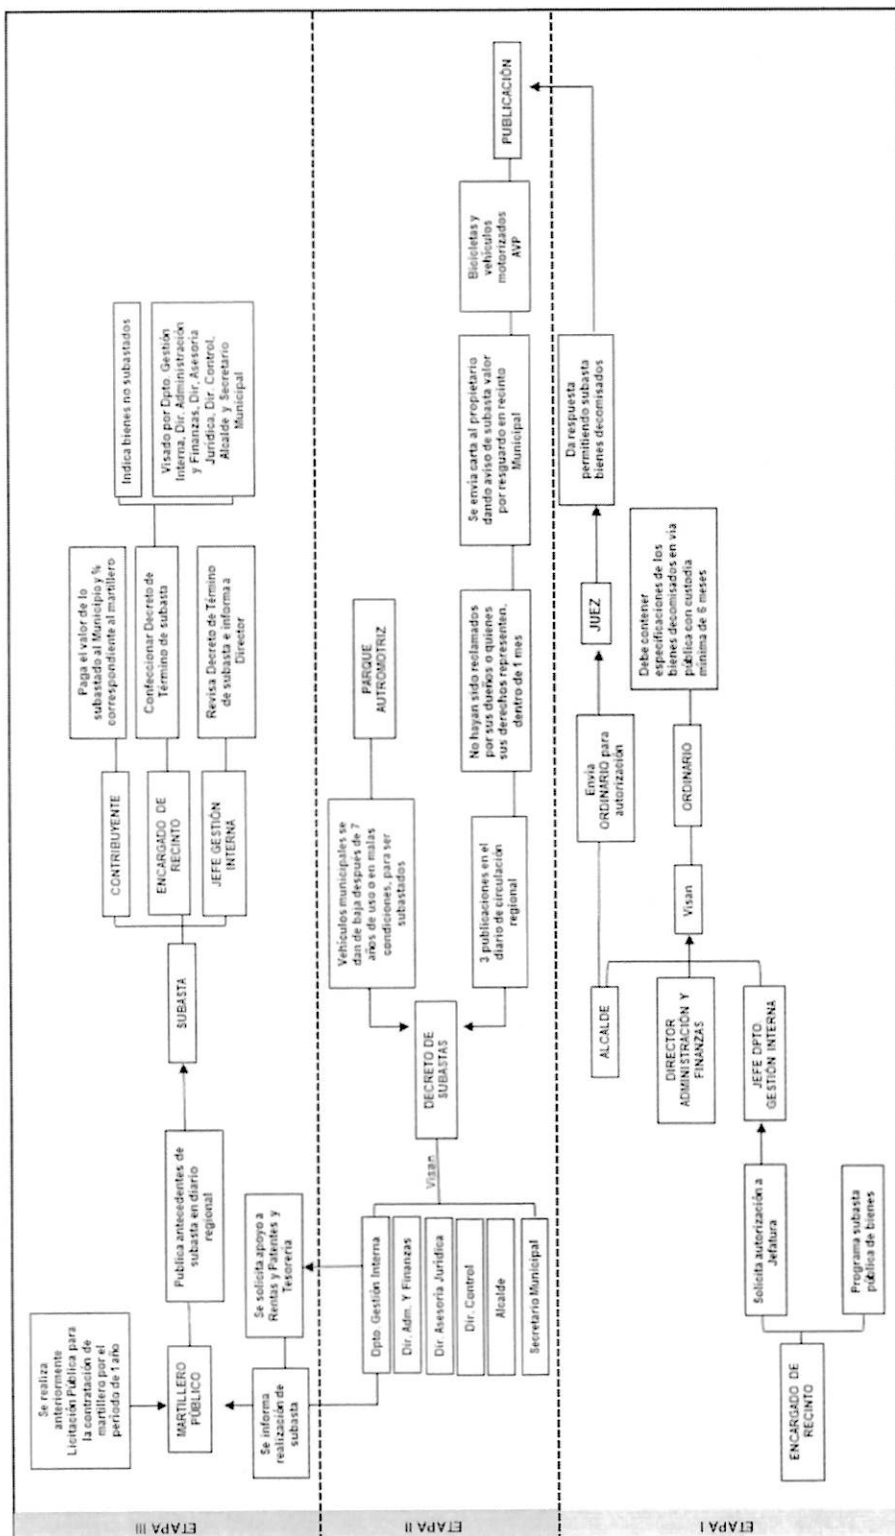 ETAPA III
Se realiza
anteriormente
Licitación Pública para
la contratación de
martillero por el
período de 1 año
MARTILLERO
PÚBLICO
Se informa
realización de
subasta
Publica antecedentes de
subasta en diario
regional
Se solicita apoyo a
Rentas y Patentes y
Tesorería
SUBASTA
CONTRIBUYENTE
ENCARGADO DE
RECINTO
JEFE GESTIÓN
INTERNA
Paga el valor de lo
subastado al Municipio y %
correspondiente al martillero
Confeccionar Decreto de
Término de subasta
Revisa Decreto de Término
de subasta e informa a
Director
Indica bienes no subastados
Visado por Dpto. Gestión
Interna, Dir. Administración
y Finanzas, Dir, Asesoría
Jurídica, Dir. Control,
Alcalde y Secretario
Municipal
ETAPA II
Dpto. Gestión Interna
Dir. Adm. Y Finanzas
Dir. Asesoría Jurídica
Dir. Control
Alcalde
Secretario Municipal
Visan
DECRETO DE
SUBASTAS
Vehículos municipales se
dan de baja después de 7
años de uso o en malas
condiciones, para ser
subastados
PARQUE
AUTROMOTRIZ
3 publicaciones en el
diario de circulación
regional
No hayan sido reclamados
por sus dueños o quienes
sus derechos representen,
dentro de 1 mes
Se envía carta al propietario
dando aviso de subasta valor
por resguardo en recinto
Municipal
Bicicletas y
vehículos
motorizados
AVP
PUBLICACIÓN
ETAPA I
ENCARGADO DE
RECINTO
Solicita autorización a
Jefatura
Programa subasta
pública de bienes
ALCALDE
DIRECTOR
ADMINISTRACIÓN Y
FINANZAS
JEFE DPTO.
GESTIÓN INTERNA
Visan
ORDINARIO
Debe contener
especificaciones de los
bienes decomisados en vía
pública con custodia
mínima de 6 meses
Envía
ORDINARIO para
autorización
JUEZ
Da respuesta
permitiendo subasta
bienes decomisados